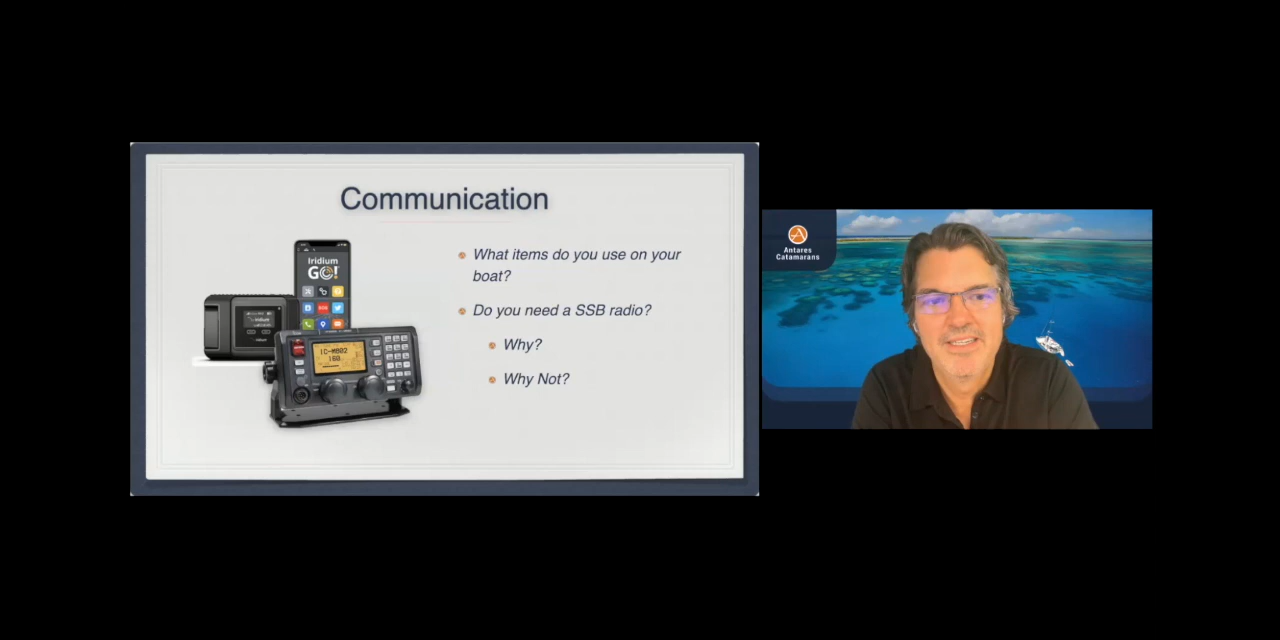 Communication
What items do you use on your
boat?
Do you need a SSB radio?
Why?
Why Not?
Iridium
GO!
SOS
IC-M802
Antares
Catamarans